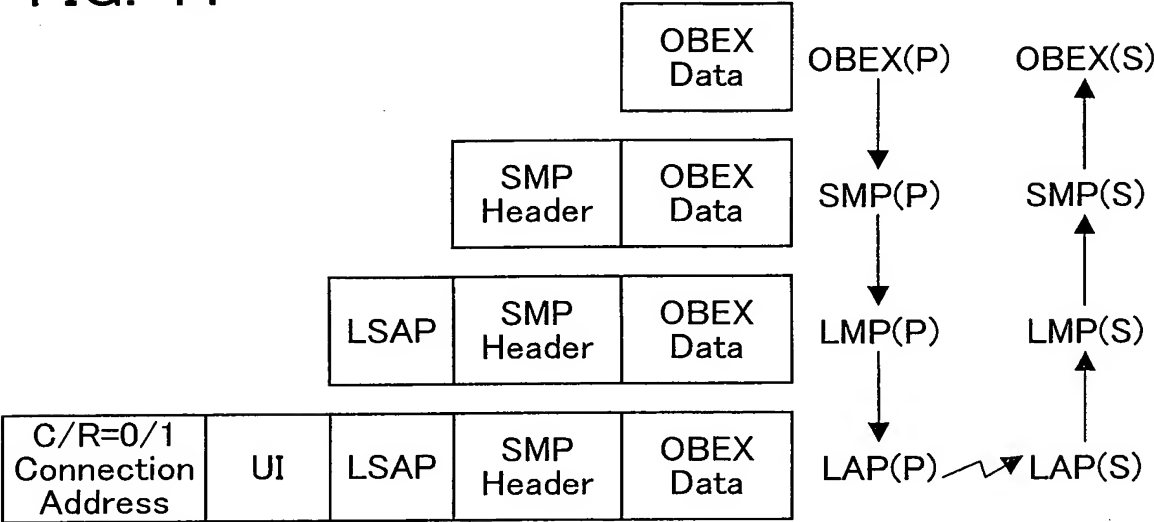 OBEX
Data
OBEX(P)
OBEX(S)
SMP
Header
OBEX
Data
SMP(P)
SMP(S)
LSAP
SMP
Header
OBEX
Data
LMP(P)
LMP(S)
C/R=0/1
Connection
Address
UI
LSAP
SMP
Header
OBEX
Data
LAP(P)
LAP(S)